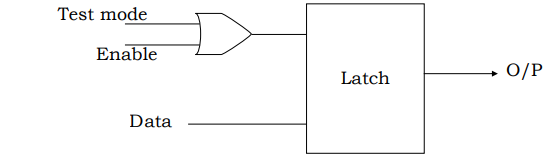 Test mode
Enable
Latch
O/P
Data